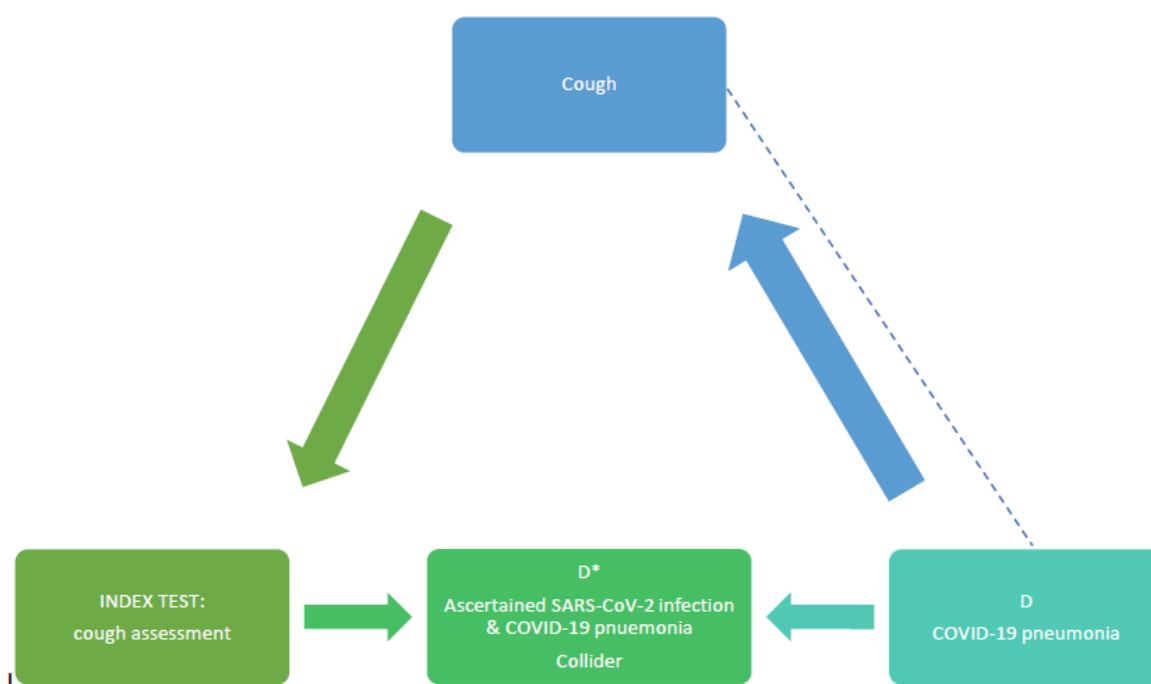 Cough
INDEX TEST:
cough assessment
D*
Ascertained SARS-CoV-2 infection
& COVID-19 pnuemonia
Collider
D
COVID-19 pneumonia